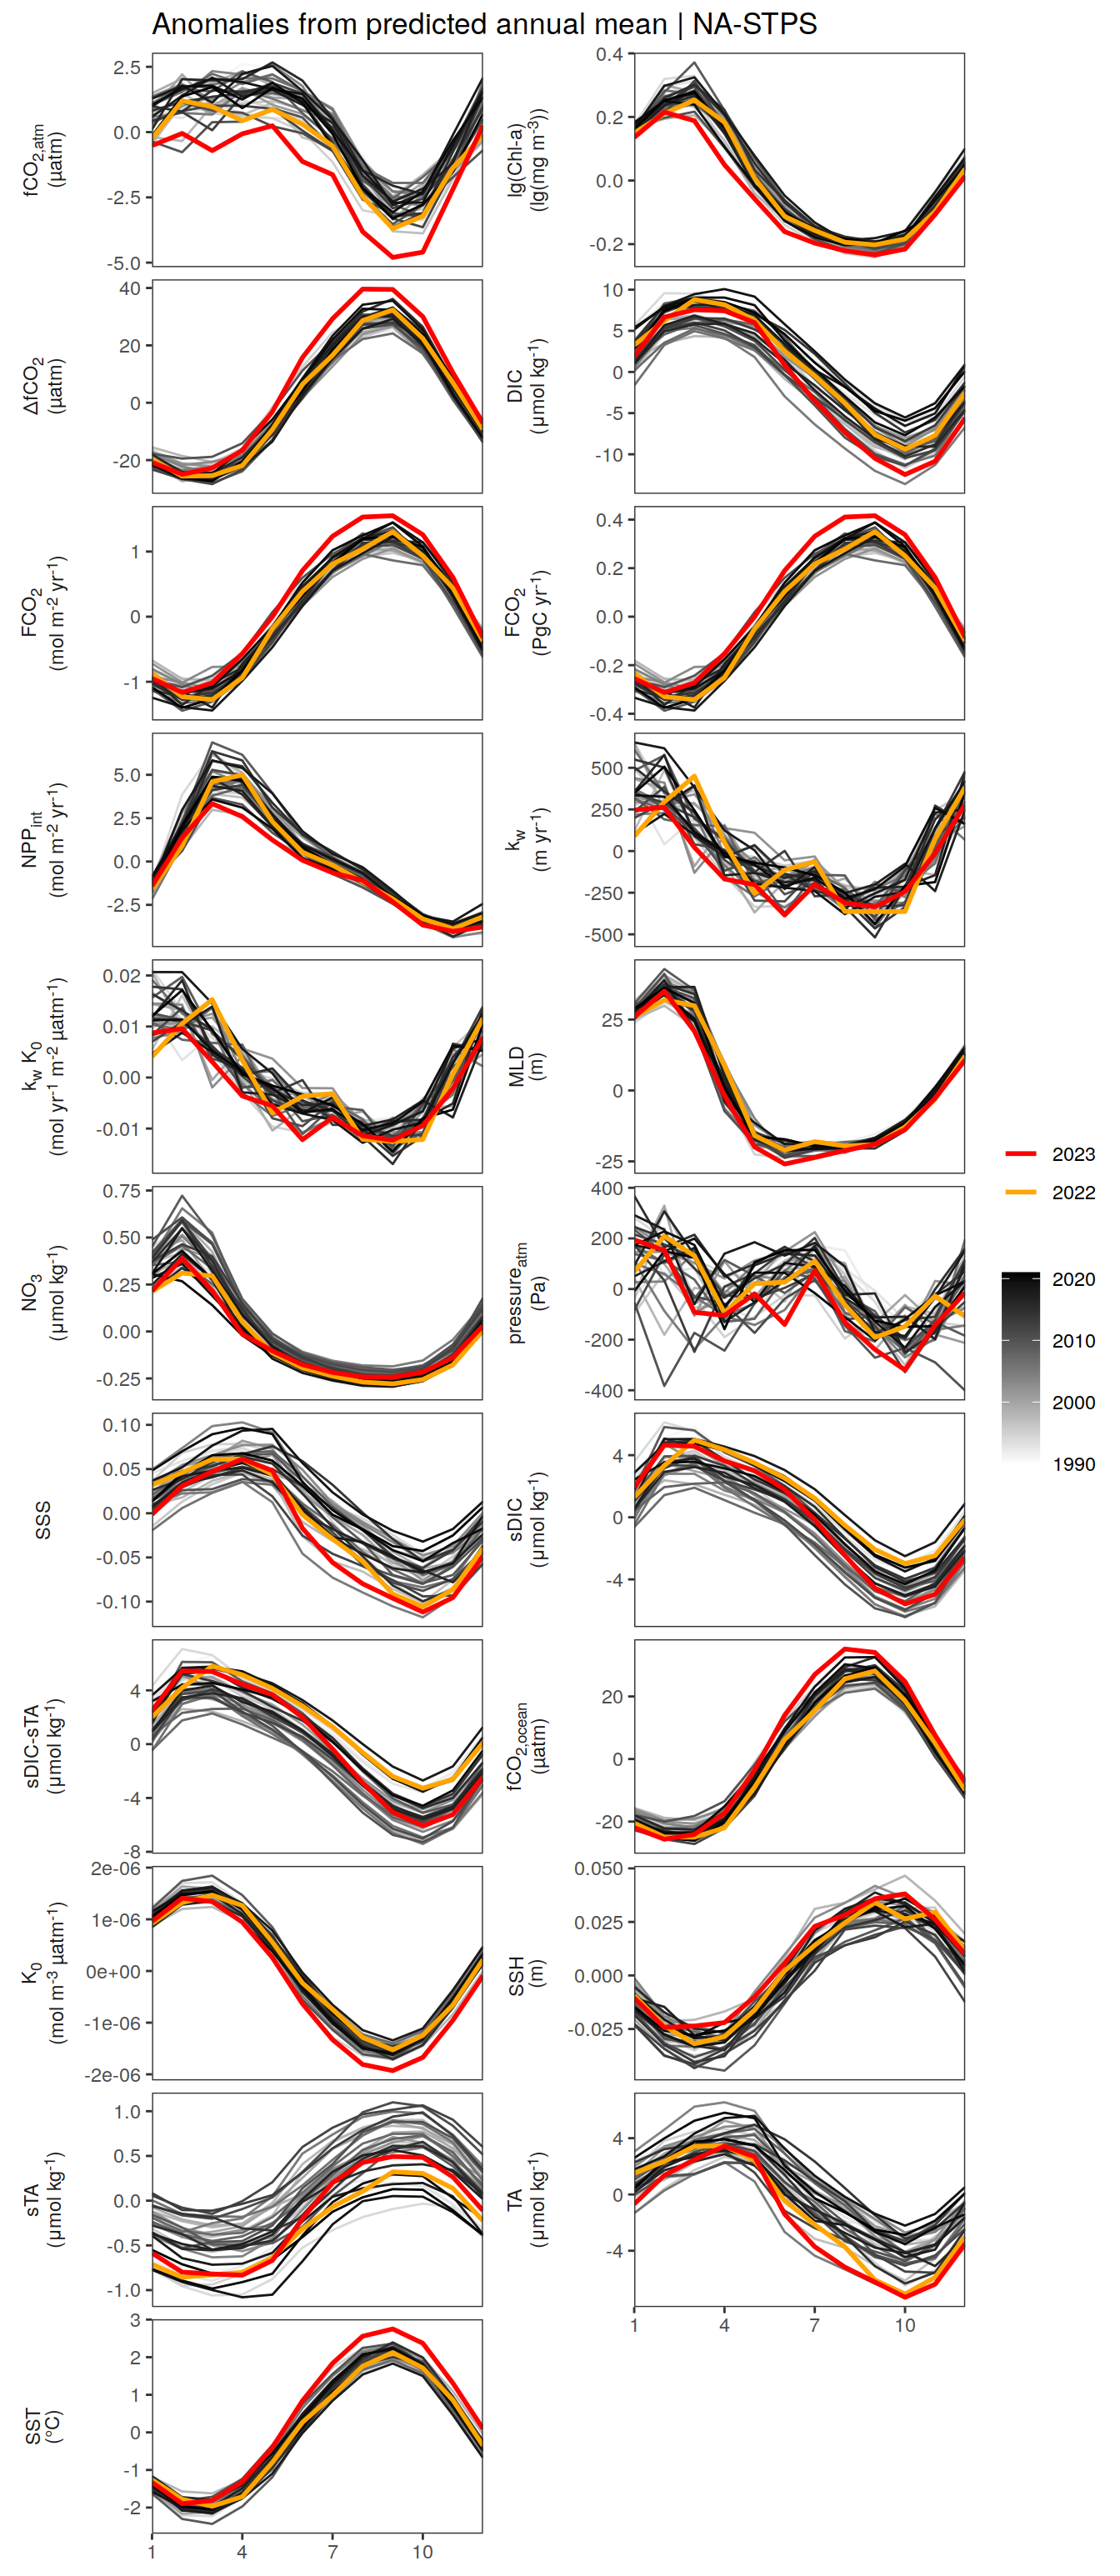 Anomalies from predicted annual mean | NA-STPS
fCO2,atm
(µatm)
2.5
0.0
-2.5
-5.0
lg(Chl-a)
(lg(mg m-3))
0.4
0.2
0.0
-0.2
ΔfCO2
(µatm)
40
20
0
-20
DIC
(µmol kg-1)
10
5
0
-5
-10
FCO2
(mol m-2 yr-1)
1
0
-1
FCO2
(PgC yr-1)
0.4
0.2
0.0
-0.2
-0.4
NPPint
(mol m-2 yr-1)
5.0
2.5
0.0
-2.5
kw
(m yr-1)
500
250
0
-250
-500
kw K0
(mol yr-1 m-2 µatm-1)
0.02
0.01
0.00
-0.01
MLD
(m)
25
0
-25
NO3
(µmol kg-1)
0.75
0.50
0.25
0.00
-0.25
pressureatm
(Pa)
400
200
0
-200
-400
SSS
0.10
0.05
0.00
-0.05
-0.10
sDIC
(µmol kg-1)
4
0
-4
sDIC-sTA
(µmol kg-1)
4
0
-4
-8
fCO2,ocean
(µatm)
20
0
-20
K0
(mol m-3 µatm-1)
2e-06
1e-06
0e+00
-1e-06
-2e-06
SSH
(m)
0.050
0.025
0.000
-0.025
sTA
(µmol kg-1)
1.0
0.5
0.0
-0.5
-1.0
TA
(µmol kg-1)
4
0
-4
1 4 7 10
SST
(°C)
3
2
1
0
-1
-2
1 4 7 10
2023
2022
2020
2010
2000
1990